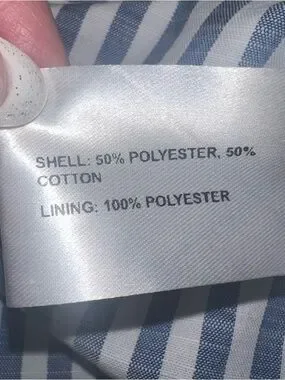 SHELL: 50% POLYESTER, 50%
COTTON
LINING: 100% POLYESTER